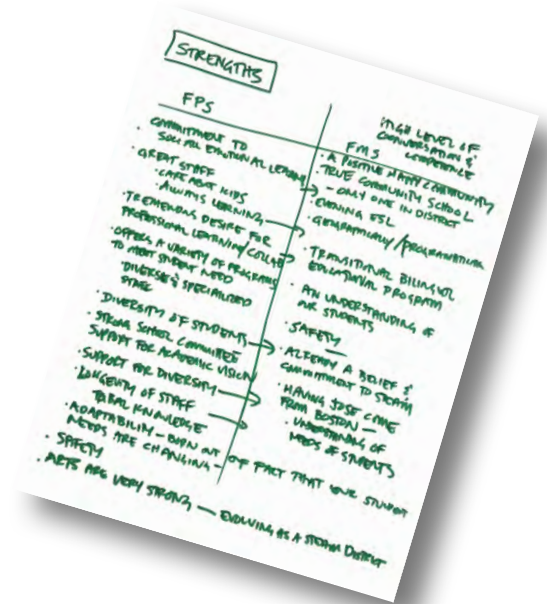 STRENGTHS
FPS
· COMMITMENT TO
SOCIAL EMOTIONAL LEARNING
· GREAT STAFF
· CARE ABOUT KIDS
· ALWAYS LEARNING
· TREMENDOUS DESIRE FOR
PROFESSIONAL LEARNING/COLLAB
· OFFERS A VARIETY OF PROGRAMS
TO MEET STUDENT NEED
· DIVERSE & SPECIALIZED
STAFF
· DIVERSITY OF STUDENTS
· STRONG SCHOOL COMMITTEE
SUPPORT FOR ACADEMIC VISION
· SUPPORT FOR DIVERSITY
· LONGEVITY OF STAFF
TRIBAL KNOWLEDGE
· ADAPTABILITY — BORN OUT OF FACT THAT OUR STUDENT
NEEDS ARE CHANGING -
· SAFETY
· ARTS ARE VERY STRONG — EVOLVING AS A STEAM DISTRICT
HIGH LEVEL OF
CONVERSATION &
COMPETENCE
FMS
· A POSITIVE HAPPY COMMUNITY
· TRUE COMMUNITY SCHOOL
- ONLY ONE IN DISTRICT
· EVENING ESL
· GEOGRAPHICALLY/PROGRAMMATICALLY
· TRANSITIONAL BILINGUAL
EDUCATIONAL PROGRAM
· AN UNDERSTANDING OF
OUR STUDENTS
· SAFETY
· ALREADY A BELIEF &
COMMITMENT TO STEAM
· HAVING JOSE COME
FROM BOSTON —
· UNDERSTANDING OF
NEEDS OF STUDENTS